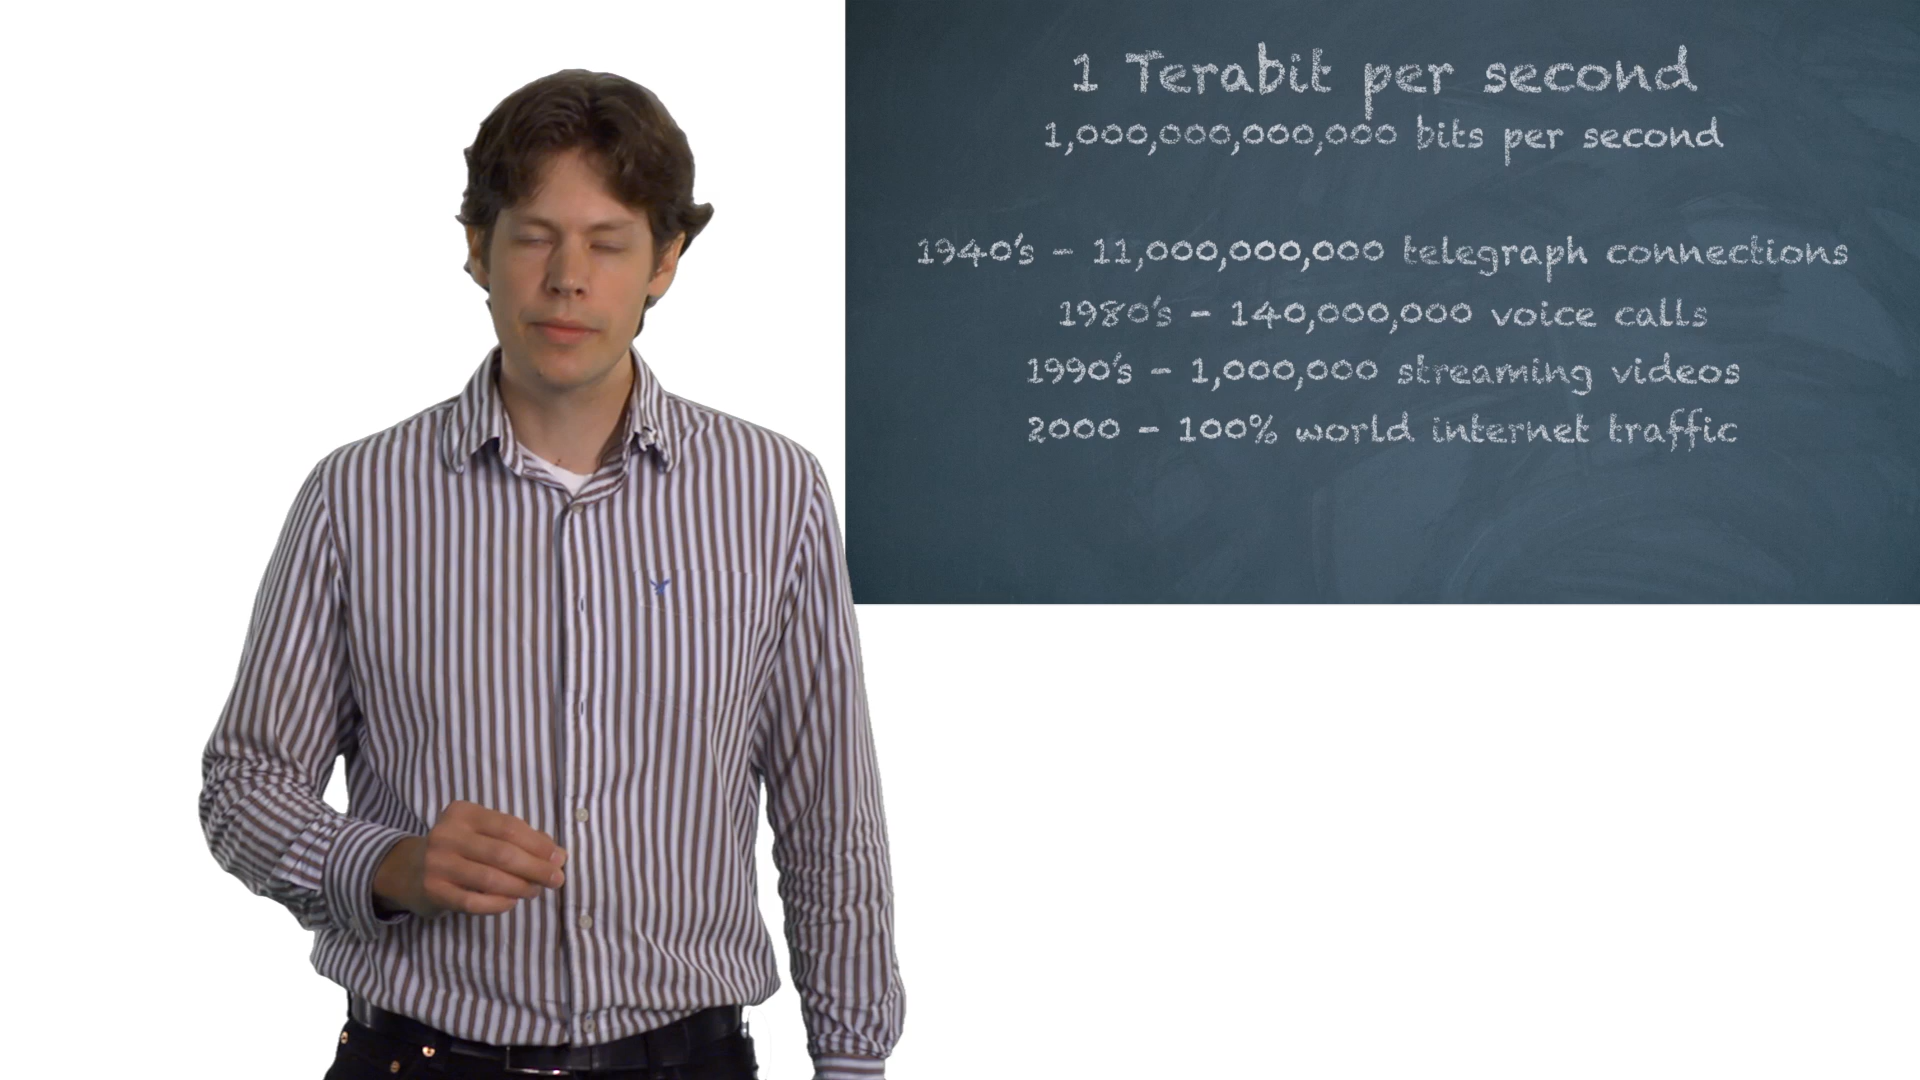 1 Terabit per second
1,000,000,000,000 bits per second
1940's - 11,000,000,000 telegraph connections
1980's - 140,000,000 voice calls
1990's - 1,000,000 streaming videos
2000 - 100% world internet traffic